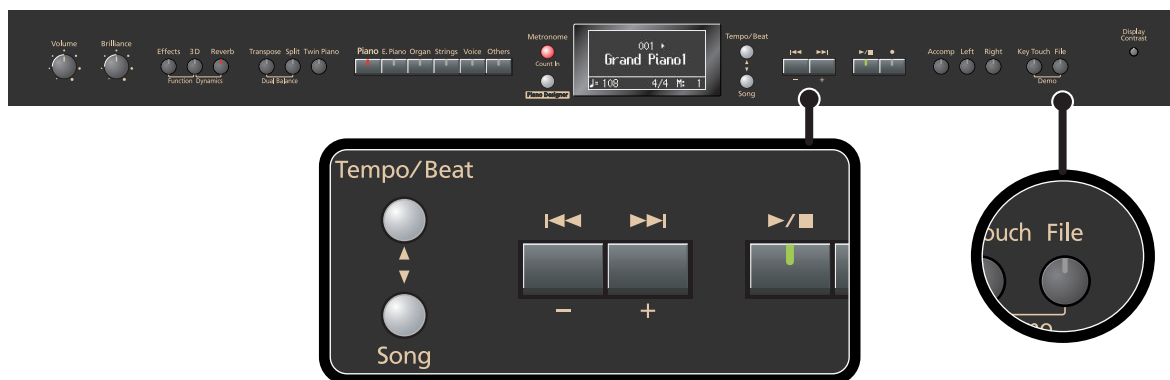 Volume
Brilliance
Effects 3D Reverb
Function Dynamics
Transpose Split Twin Piano
Dual Balance
Piano E. Piano Organ Strings Voice Others
Metronome
Count In
Piano Designer
001 ▸
Grand Piano1
♩= 108 4/4 M: 1
Tempo/Beat
▲
▼
Song
|◀◀ ▶▶|
− +
▶/■ ●
Accomp Left Right
Key Touch File
Demo
Display
Contrast
Tempo/Beat
▲
▼
Song
|◀◀ ▶▶| ▶/■
− +
ouch File
mo